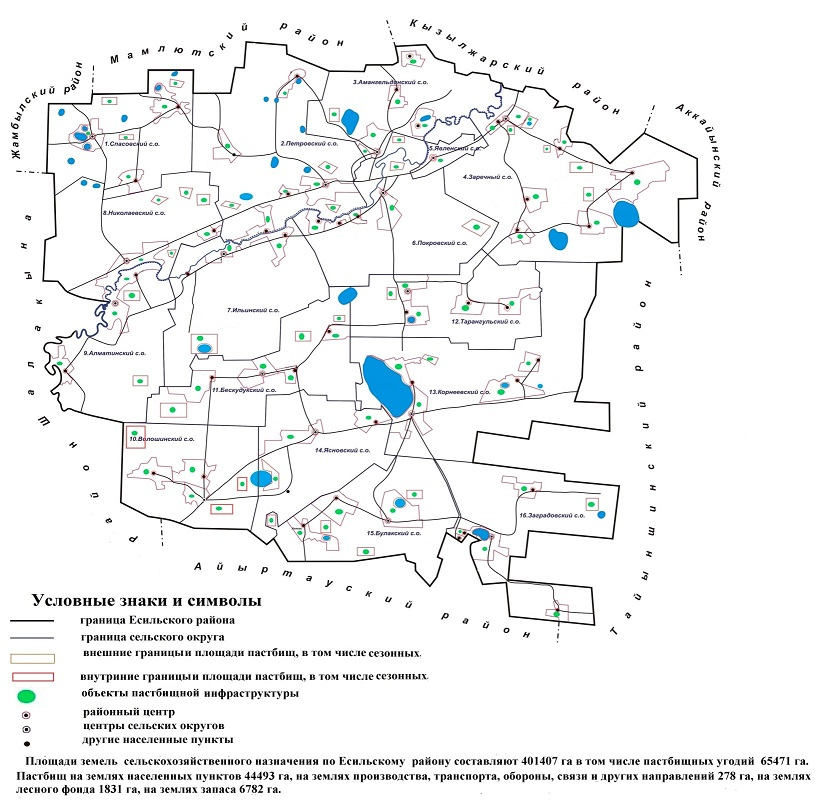 Мамлютский район
Кызылжарский район
Жамбылский район
Аккайынский район
3.Амангельдинский с.о.
1.Спасовский с.о.
2.Петровский с.о.
5.Явленский с.о.
4.Заречный с.о.
8.Николаевский с.о.
6.Покровский с.о.
7.Ильинский с.о.
12.Тарангульский с.о.
9.Алматинский с.о.
11.Бескудукский с.о.
13.Корнеевский с.о.
10.Волошинский с.о.
14.Ясновский с.о.
16.Заградовский с.о.
15.Булакский с.о.
район Шалакына
Тайыншинский район
Айыртауский район
Условные знаки и символы
граница Есильского района
граница сельского округа
внешние границы и площади пастбищ, в том числе сезонных.
внутриние границы и площади пастбищ, в том числе сезонных.
объекты пастбищной инфраструктуры
районный центр
центры сельских округов
другие населенные пункты
Площади земель сельскохозяйственного назначения по Есильскому району составляют 401407 га в том числе пастбищных угодий 65471 га.
Пастбищ на землях населенных пунктов 44493 га, на землях производства, транспорта, обороны, связи и других направлений 278 га, на землях
лесного фонда 1831 га, на землях запаса 6782 га.